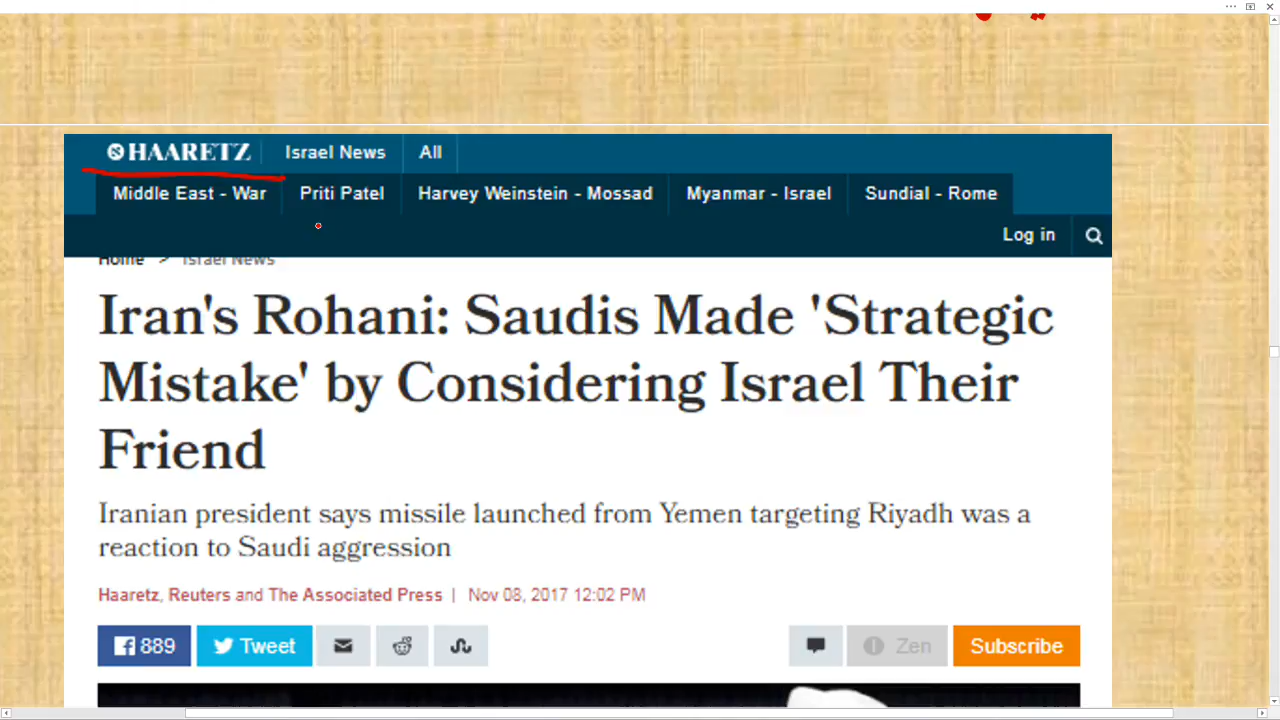 HAARETZ Israel News All
Middle East - War Priti Patel Harvey Weinstein - Mossad Myanmar - Israel Sundial - Rome
Log in
Home > Israel News
Iran's Rohani: Saudis Made 'Strategic
Mistake' by Considering Israel Their
Friend
Iranian president says missile launched from Yemen targeting Riyadh was a
reaction to Saudi aggression
Haaretz, Reuters and The Associated Press | Nov 08, 2017 12:02 PM
889 Tweet Zen Subscribe